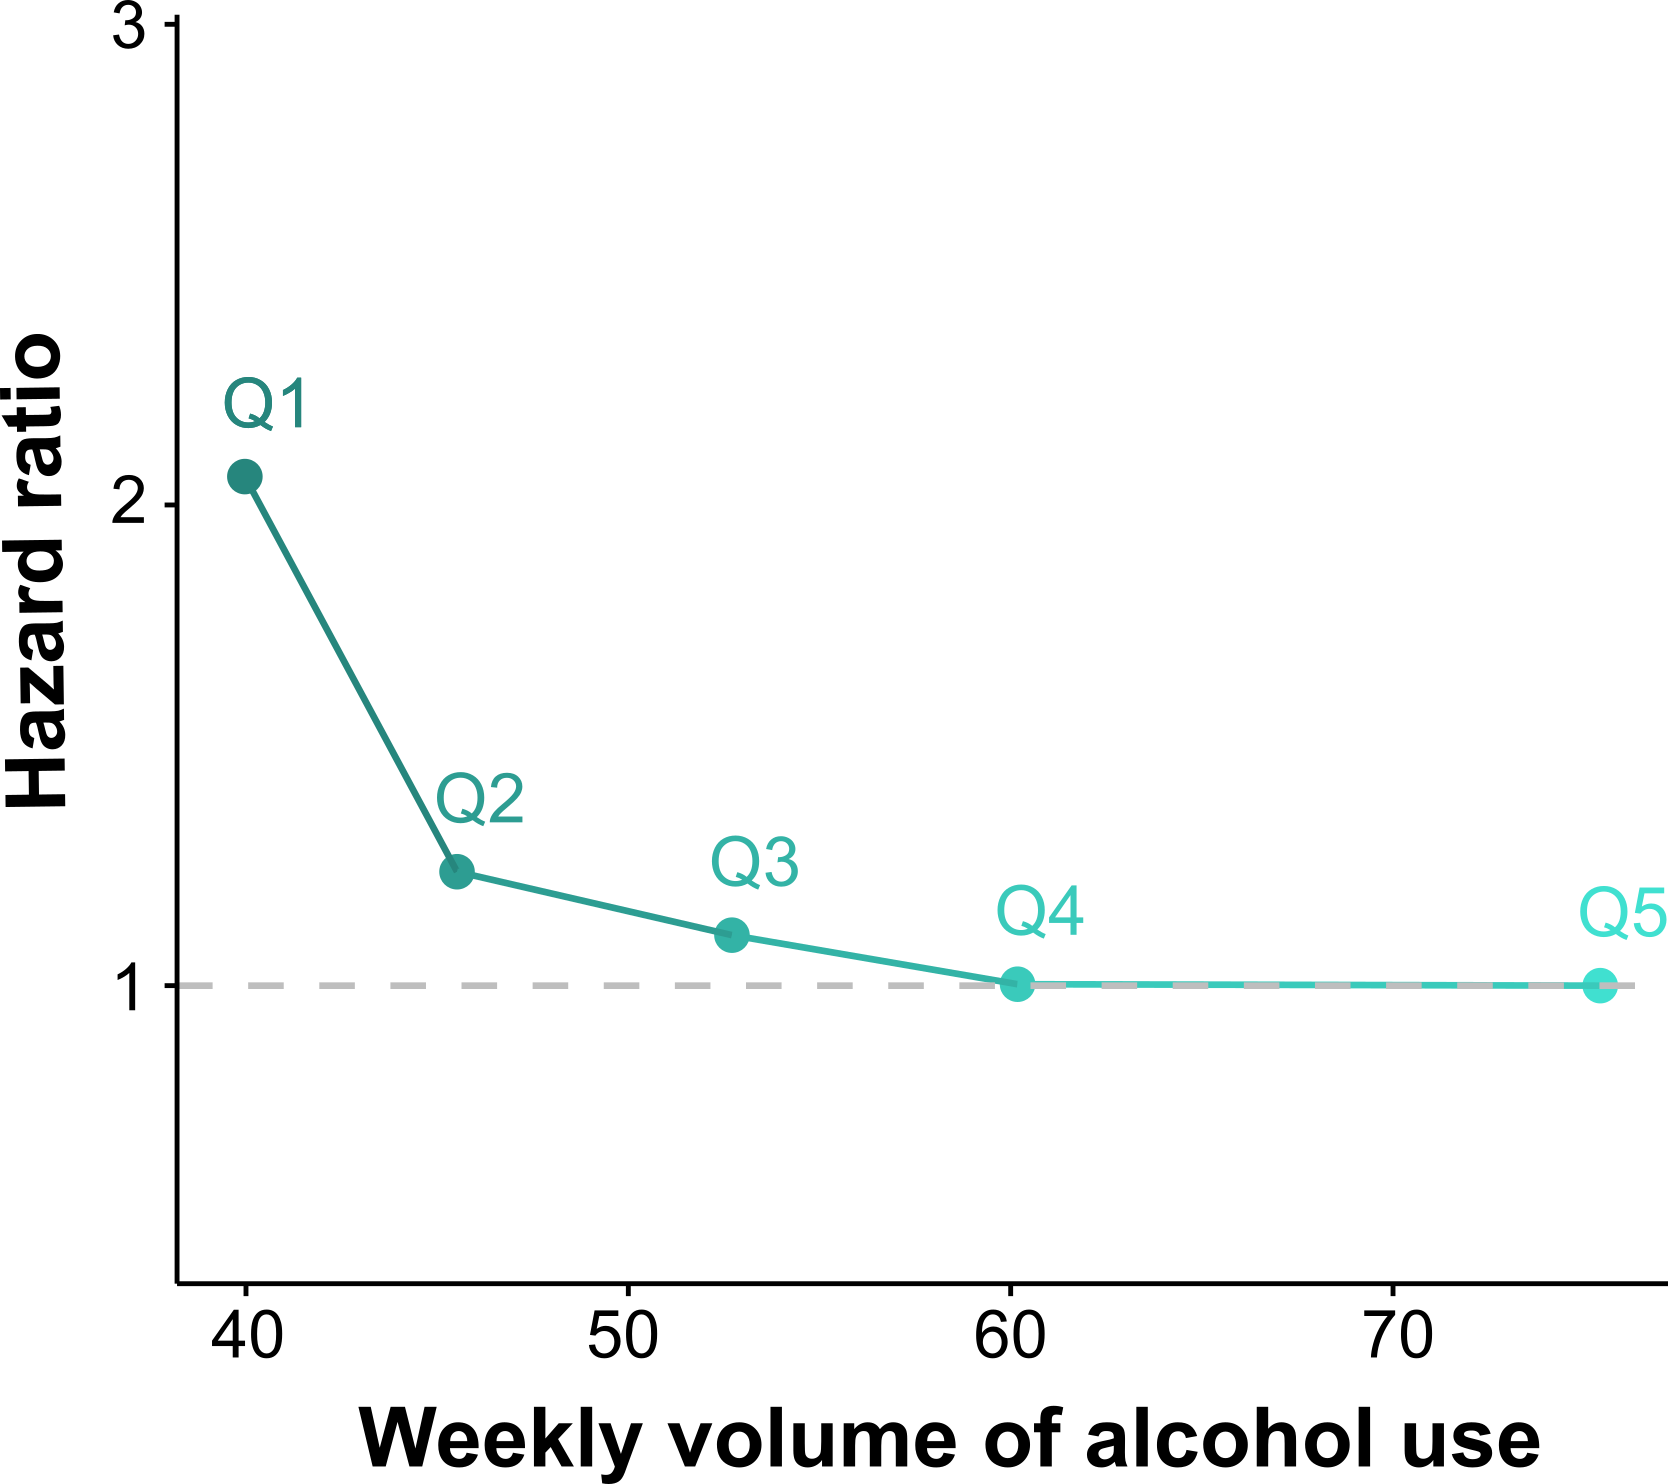 3
2
1
Hazard ratio
Q1
Q2
Q3
Q4
Q5
40 50 60 70
Weekly volume of alcohol use